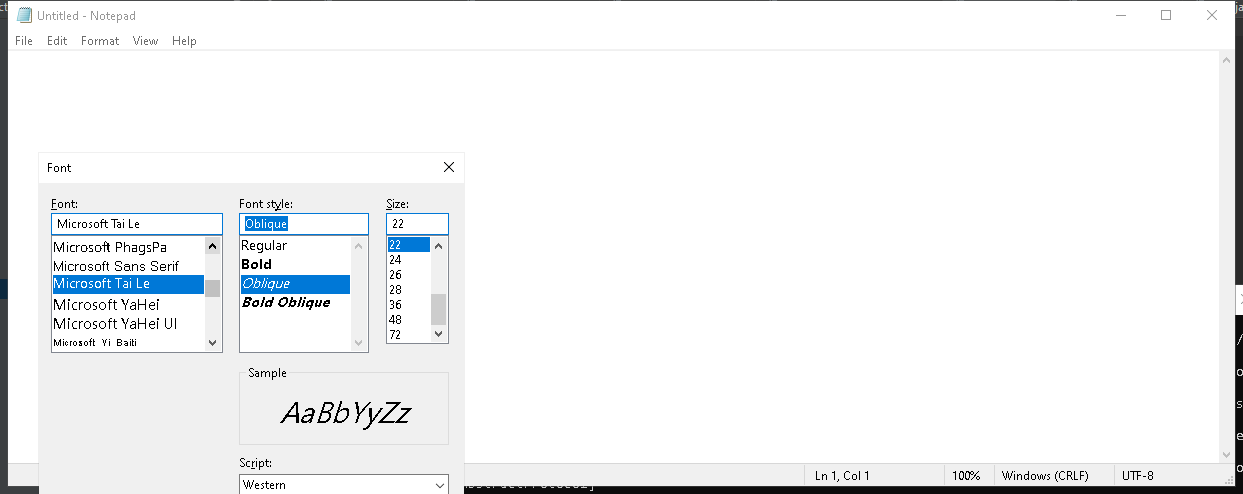 Untitled - Notepad
File Edit Format View Help
Font
Font: Font style: Size:
Microsoft Tai Le Oblique 22
Microsoft PhagsPa
Microsoft Sans Serif
Microsoft Tai Le
Microsoft YaHei
Microsoft YaHei UI
Microsoft Yi Baiti
Regular
Bold
Oblique
Bold Oblique
22
24
26
28
36
48
72
Sample
AaBbYyZz
Script:
Western
Ln 1, Col 1 100% Windows (CRLF) UTF-8